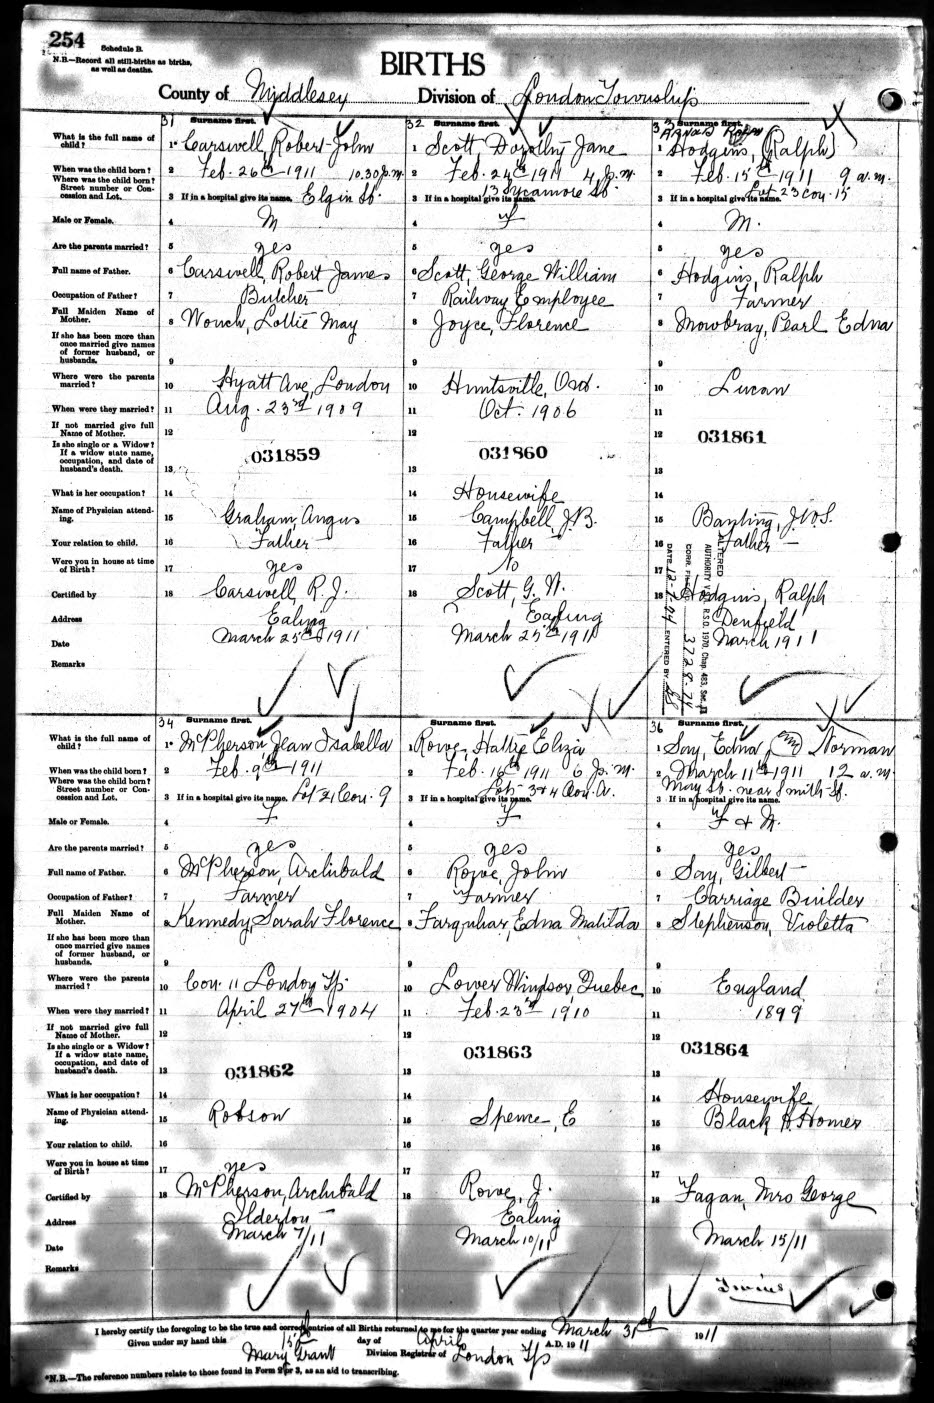 254
Schedule B.
N.B.—Record all still-births as births,
as well as deaths.
BIRTHS
County of Middlesex Division of London Township
31 Surname first. 32 Surname first. 33 Surname first.
What is the full name of child? 1* Carswell, Robert John 1 Scott Dorothy Jane 1 Hodgins, (Ralph)
When was the child born? 2 Feb. 26th 1911 10.30 p.m. 2 Feb. 24th 1911 4 p.m. 2 Feb. 15th 1911 9 a.m.
Where was the child born? Street number or Concession and Lot. 3 If in a hospital give its name. Elgin St. 3 If in a hospital give its name. 13 Sycamore St. 3 If in a hospital give its name. Lot 23 con. 15
Male or Female. 4 M 4 F 4 M.
Are the parents married? 5 yes 5 yes 5 yes
Full name of Father. 6 Carswell, Robert James 6 Scott, George William 6 Hodgins, Ralph
Occupation of Father? 7 Butcher 7 Railway Employee 7 Farmer
Full Maiden Name of Mother. 8 Lottie May 8 Joyce, Florence 8 Mowbray, Pearl Edna
If she has been more than once married give names of former husband, or husbands. 9 9 9
Where were the parents married? 10 Hyatt Ave, London 10 Huntsville, Ont. 10 Lucan
When were they married? 11 Aug. 23rd 1909 11 Oct. 1906 11
If not married give full Name of Mother. 12 12 12
Is she single or a Widow? If a widow state name, occupation, and date of husband's death. 13 031859 13 031860 13 031861
What is her occupation? 14 14 Housewife 14
Name of Physician attending. 15 Graham, Angus 15 Campbell, J.B. 15 Banting, J.W.S.
Your relation to child. 16 Father 16 Father 16 Father
Were you in house at time of Birth? 17 yes 17 No 17
Certified by 18 Carswell, R. J. 18 Scott, G. W. 18 Hodgins, Ralph
Address Ealing Ealing Denfield
Date March 25th 1911 March 25th 1911 March 1911
Remarks
ALTERED
AUTHORITY V.S. R.S.O. 1970, Chap. 483, Sec.
CORR. FILE 3728-74
DATE ENTERED BY
34 Surname first. Surname first. 36 Surname first.
What is the full name of child? 1* McPherson, Jean Isabella 1 Rowe, Hattie Eliza 1 Say, Edna (and) Norman
When was the child born? 2 Feb. 9th 1911 2 Feb. 16th 1911 6 p.m. 2 March 11th 1911 12 a.m.
Where was the child born? Street number or Concession and Lot. 3 If in a hospital give its name. Lot 21 Con. 9 3 If in a hospital give its name. Lot 3+4 Con. A. 3 If in a hospital give its name. May St. near Smith St.
Male or Female. 4 F 4 F 4 F & M.
Are the parents married? 5 yes 5 yes 5 yes
Full name of Father. 6 McPherson, Archibald 6 Rowe, John 6 Say, Gilbert
Occupation of Father? 7 Farmer 7 Farmer 7 Carriage Builder
Full Maiden Name of Mother. 8 Kennedy, Sarah Florence 8 Farquhar, Edna Matilda 8 Stephenson, Violetta
If she has been more than once married give names of former husband, or husbands. 9 9 9
Where were the parents married? 10 Con. 11 London Tp. 10 Lower Windsor, Quebec 10 England
When were they married? 11 April 27th 1904 11 Feb. 23rd 1910 11 1899
If not married give full Name of Mother. 12 12 12
Is she single or a Widow? If a widow state name, occupation, and date of husband's death. 13 031862 13 031863 13 031864
What is her occupation? 14 14 14 Housewife
Name of Physician attending. 15 Robson 15 Spence, E 15 Black, Homer
Your relation to child. 16 16 16
Were you in house at time of Birth? 17 yes 17 17
Certified by 18 McPherson, Archibald 18 Rowe, J. 18 Fagan, Mrs George
Address Ilderton Ealing
Date March 7/11 March 10/11 March 15/11
Remarks Twins
I hereby certify the foregoing to be the true and correct entries of all Births returned to me for the quarter year ending March 31st 1911
Given under my hand this 15th day of April A.D. 1911
Mary Grant Division Registrar of London Tp
*N.B.—The reference numbers relate to those found in Form 2 or 3, as an aid to transcribing.